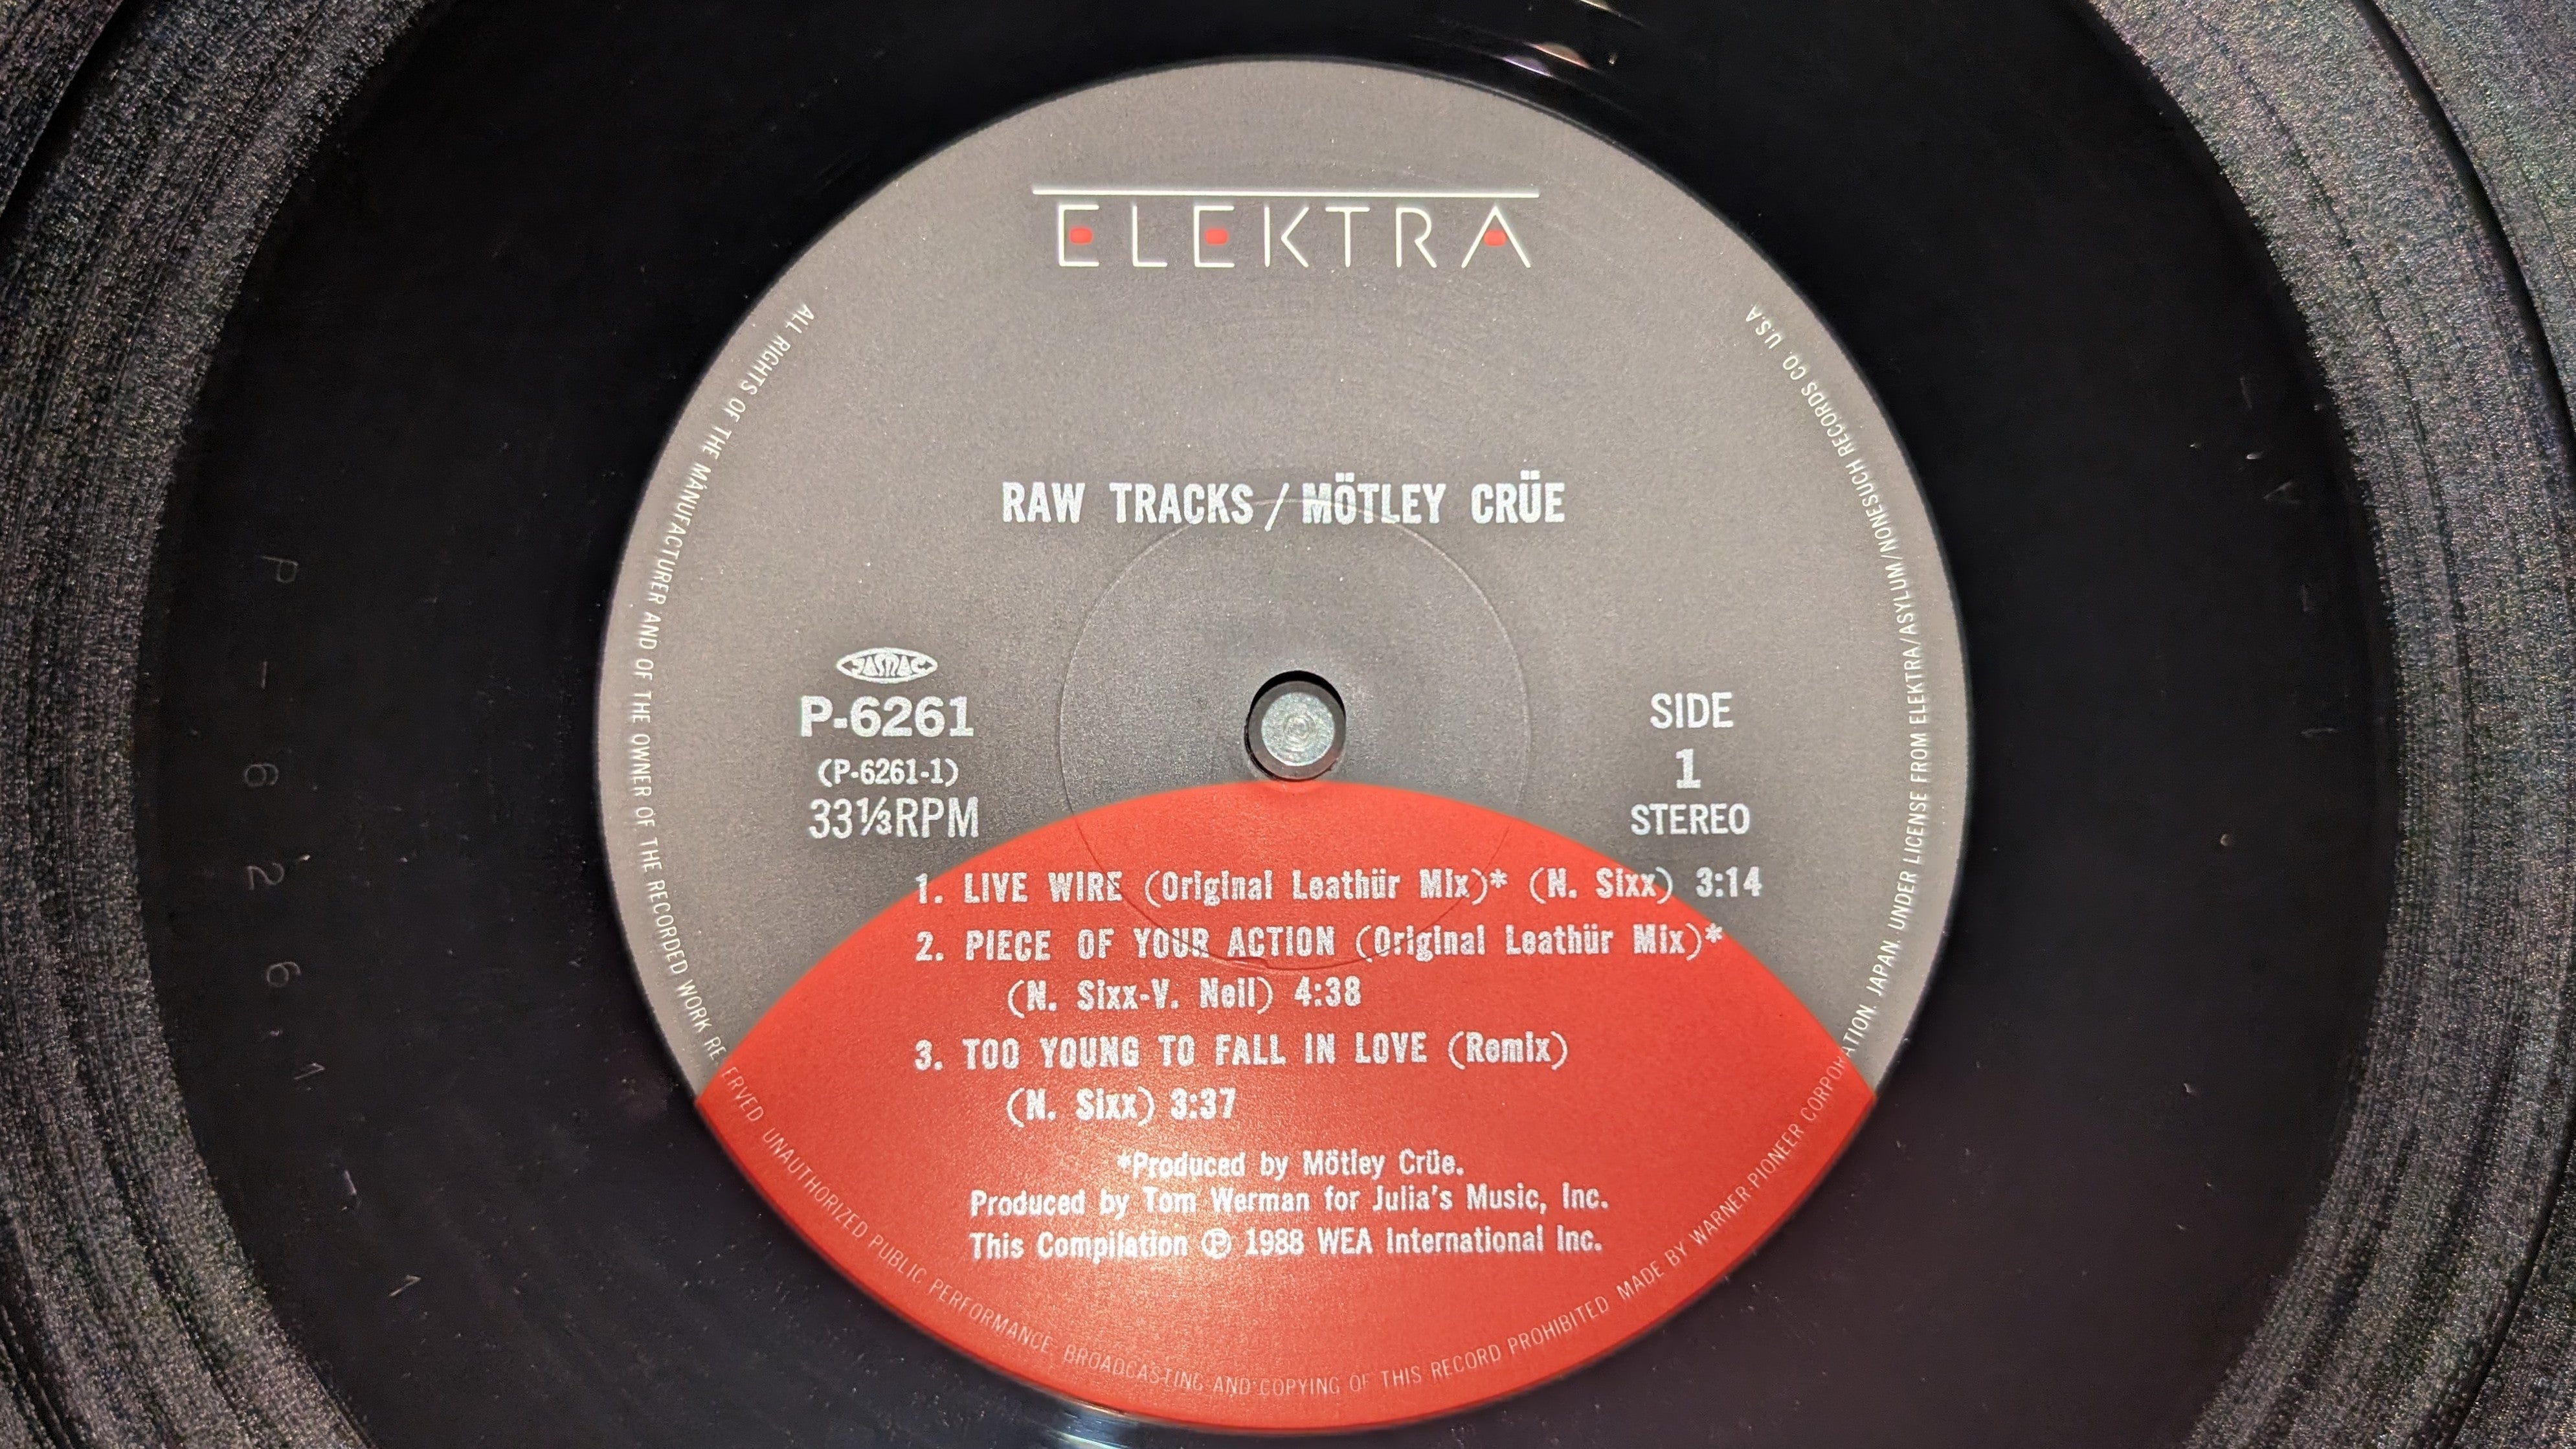 ELEKTRA
RAW TRACKS / MÖTLEY CRÜE
JASRAC
P-6261
(P-6261-1)
33⅓RPM
SIDE
1
STEREO
1. LIVE WIRE (Original Leathür Mix)* (N. Sixx) 3:14
2. PIECE OF YOUR ACTION (Original Leathür Mix)*
(N. Sixx-V. Neil) 4:38
3. TOO YOUNG TO FALL IN LOVE (Remix)
(N. Sixx) 3:37
*Produced by Mötley Crüe.
Produced by Tom Werman for Julia's Music, Inc.
This Compilation ℗ 1988 WEA International Inc.
ALL RIGHTS OF THE MANUFACTURER AND OF THE OWNER OF THE RECORDED WORK RE ERVED UNAUTHORIZED PUBLIC PERFORMANCE, BROADCASTING AND COPYING OF THIS RECORD PROHIBITED MADE BY WARNER-PIONEER CORPORATION. JAPAN. UNDER LICENSE FROM ELEKTRA/ASYLUM/NONESUCH RECORDS CO. U.S.A
P-6261-1